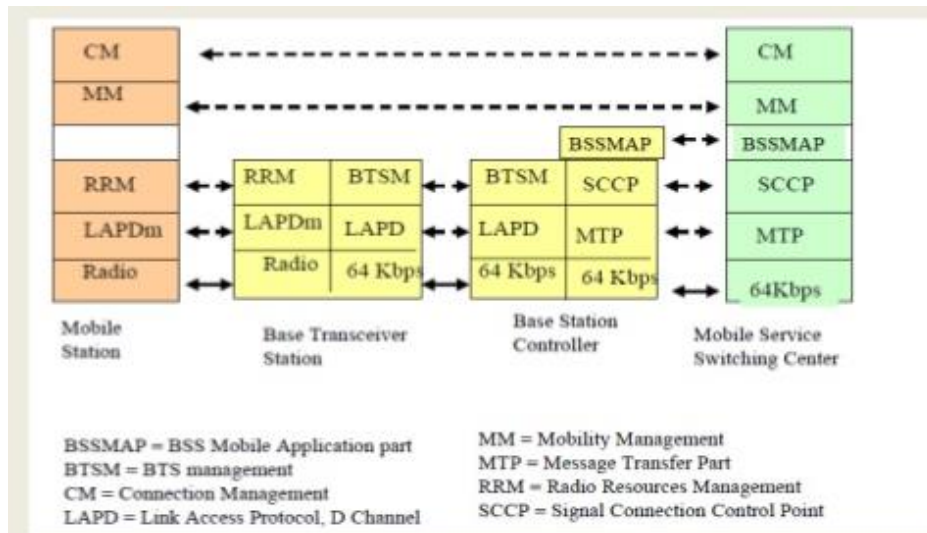 CM
CM
MM
MM
BSSMAP
BSSMAP
RRM
RRM
BTSM
BTSM
SCCP
SCCP
LAPDm
LAPDm
LAPD
LAPD
MTP
MTP
Radio
Radio
64 Kbps
64 Kbps
64 Kbps
64Kbps
Mobile
Station
Base Transceiver
Station
Base Station
Controller
Mobile Service
Switching Center
BSSMAP = BSS Mobile Application part
BTSM = BTS management
CM = Connection Management
LAPD = Link Access Protocol, D Channel
MM = Mobility Management
MTP = Message Transfer Part
RRM = Radio Resources Management
SCCP = Signal Connection Control Point